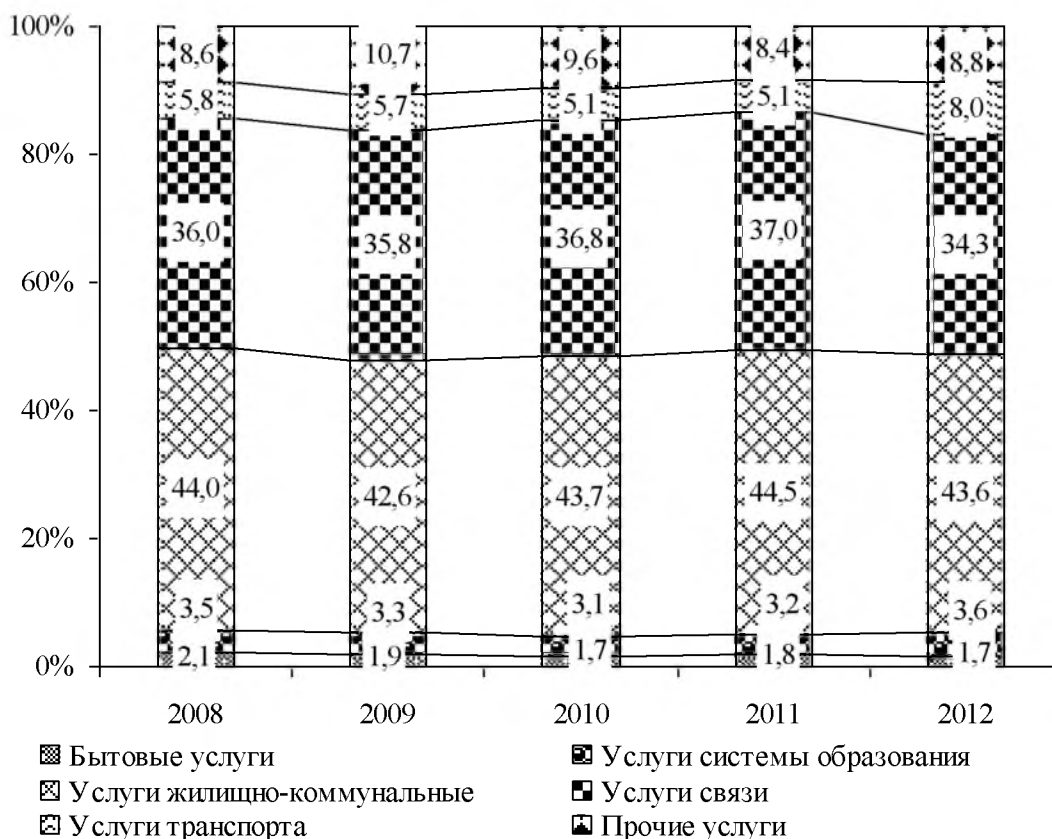 100%
8,6 10,7 9,6 8,4 8,8
5,8 5,7 5,1 5,1 8,0
80%
36,0 35,8 36,8 37,0 34,3
60%
40%
44,0 42,6 43,7 44,5 43,6
20%
3,5 3,3 3,1 3,2 3,6
2,1 1,9 1,7 1,8 1,7
0%
2008 2009 2010 2011 2012
Бытовые услуги Услуги системы образования
Услуги жилищно-коммунальные Услуги связи
Услуги транспорта Прочие услуги